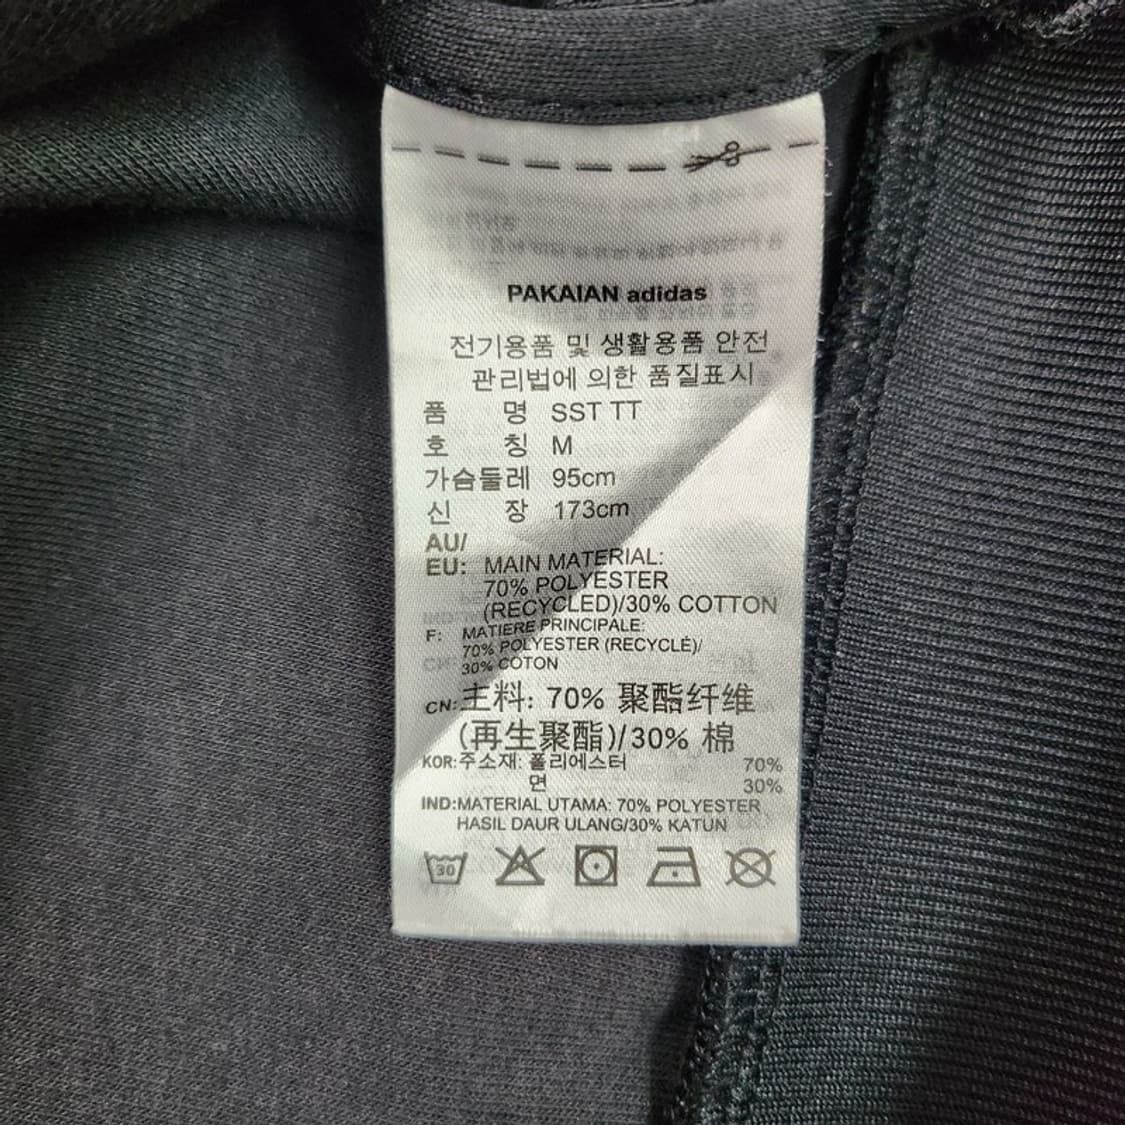 PAKAIAN adidas
전기용품 및 생활용품 안전
관리법에 의한 품질표시
품 명 SST TT
호 칭 M
가슴둘레 95cm
신 장 173cm
AU/
EU: MAIN MATERIAL:
70% POLYESTER
(RECYCLED)/30% COTTON
F: MATIERE PRINCIPALE:
70% POLYESTER (RECYCLÉ)/
30% COTON
CN: 主料: 70% 聚酯纤维
(再生聚酯)/30% 棉
KOR: 주소재: 폴리에스터 70%
면 30%
IND: MATERIAL UTAMA: 70% POLYESTER
HASIL DAUR ULANG/30% KATUN
30